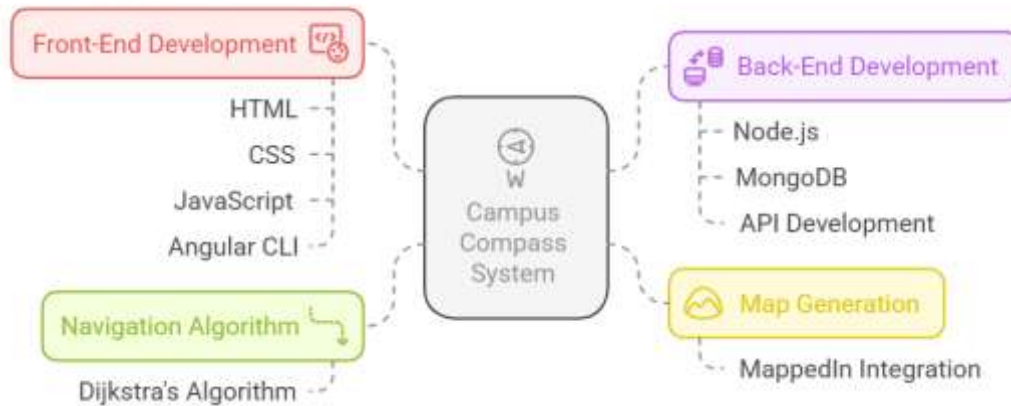 Front-End Development
HTML
CSS
JavaScript
Angular CLI
Navigation Algorithm
Dijkstra's Algorithm
W
Campus
Compass
System
Back-End Development
Node.js
MongoDB
API Development
Map Generation
MappedIn Integration